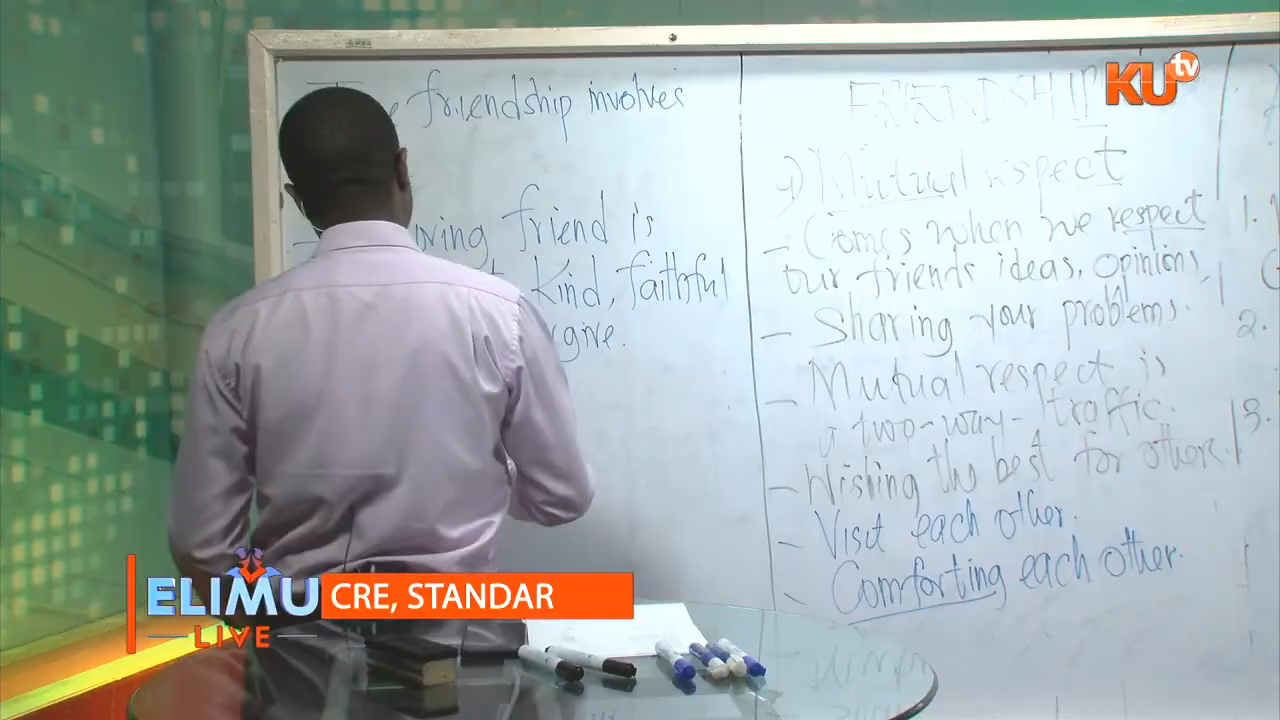 friendship involves
friend is
Kind, faithful
give.
FRIENDSHIP
4) Mutual respect
- Comes when we respect
our friends ideas, opinions,
- Sharing your problems.
- Mutual respect is
a two-way-traffic.
- Wishing the best for others.
- Visit each other.
- Comforting each other.
1.
2.
3.
KU tv
ELIMU
LIVE
CRE, STANDAR